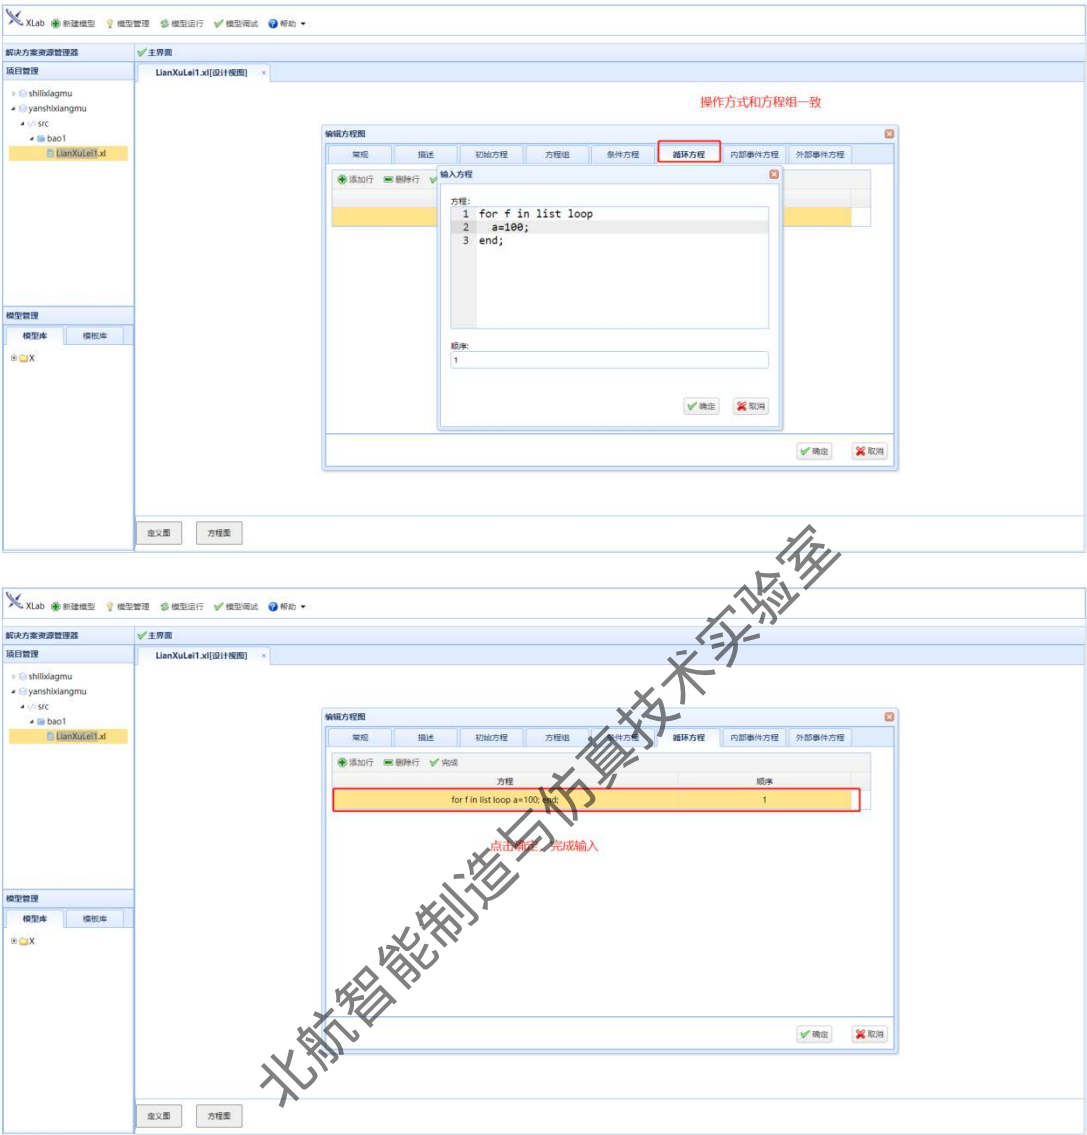 XLab 新建模型 模型管理 模型运行 模型调试 帮助
解决方案资源管理器 主界面
项目管理 LianXuLei1.xl[设计视图] ×
shilixiagmu
yanshixiangmu
src
bao1
LianXuLei1.xl
操作方式和方程组一致
编辑方程图
常规 描述 初始方程 方程组 条件方程 循环方程 内部事件方程 外部事件方程
添加行 删除行
输入方程
方程:
1 for f in list loop
2 a=100;
3 end;
顺序:
1
确定 取消
确定 取消
模型管理
模型库 模板库
X
定义图 方程图
XLab 新建模型 模型管理 模型运行 模型调试 帮助
解决方案资源管理器 主界面
项目管理 LianXuLei1.xl[设计视图] ×
shilixiagmu
yanshixiangmu
src
bao1
LianXuLei1.xl
编辑方程图
常规 描述 初始方程 方程组 条件方程 循环方程 内部事件方程 外部事件方程
添加行 删除行 完成
方程 顺序
for f in list loop a=100; end; 1
点击确定，完成输入
确定 取消
模型管理
模型库 模板库
X
定义图 方程图
北航智能制造与仿真技术实验室